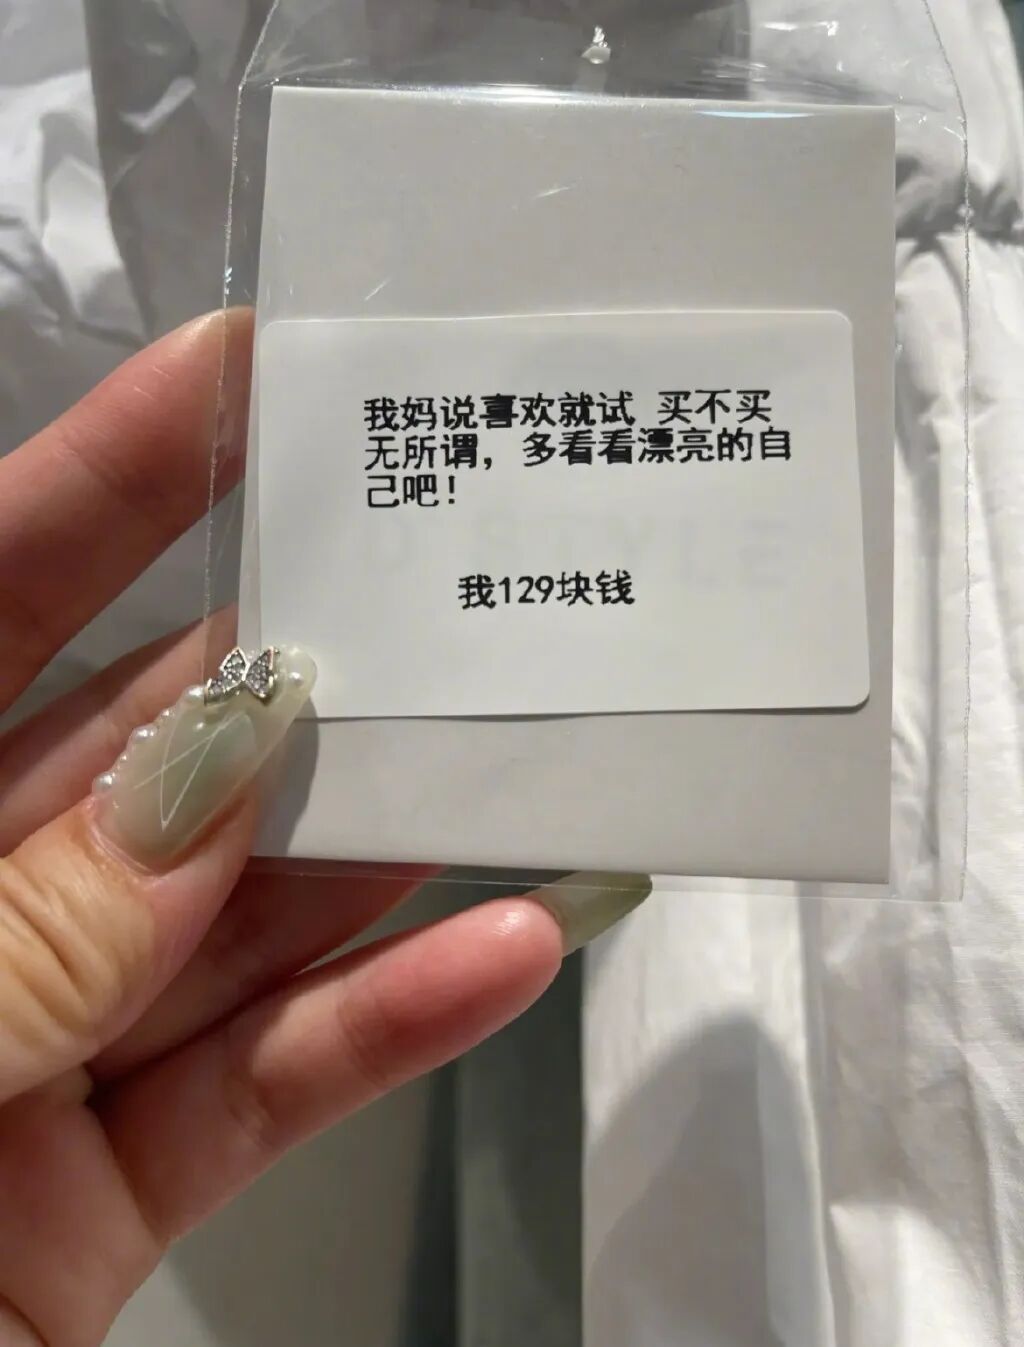 我妈说喜欢就试 买不买
无所谓，多看看漂亮的自
己吧！
我129块钱